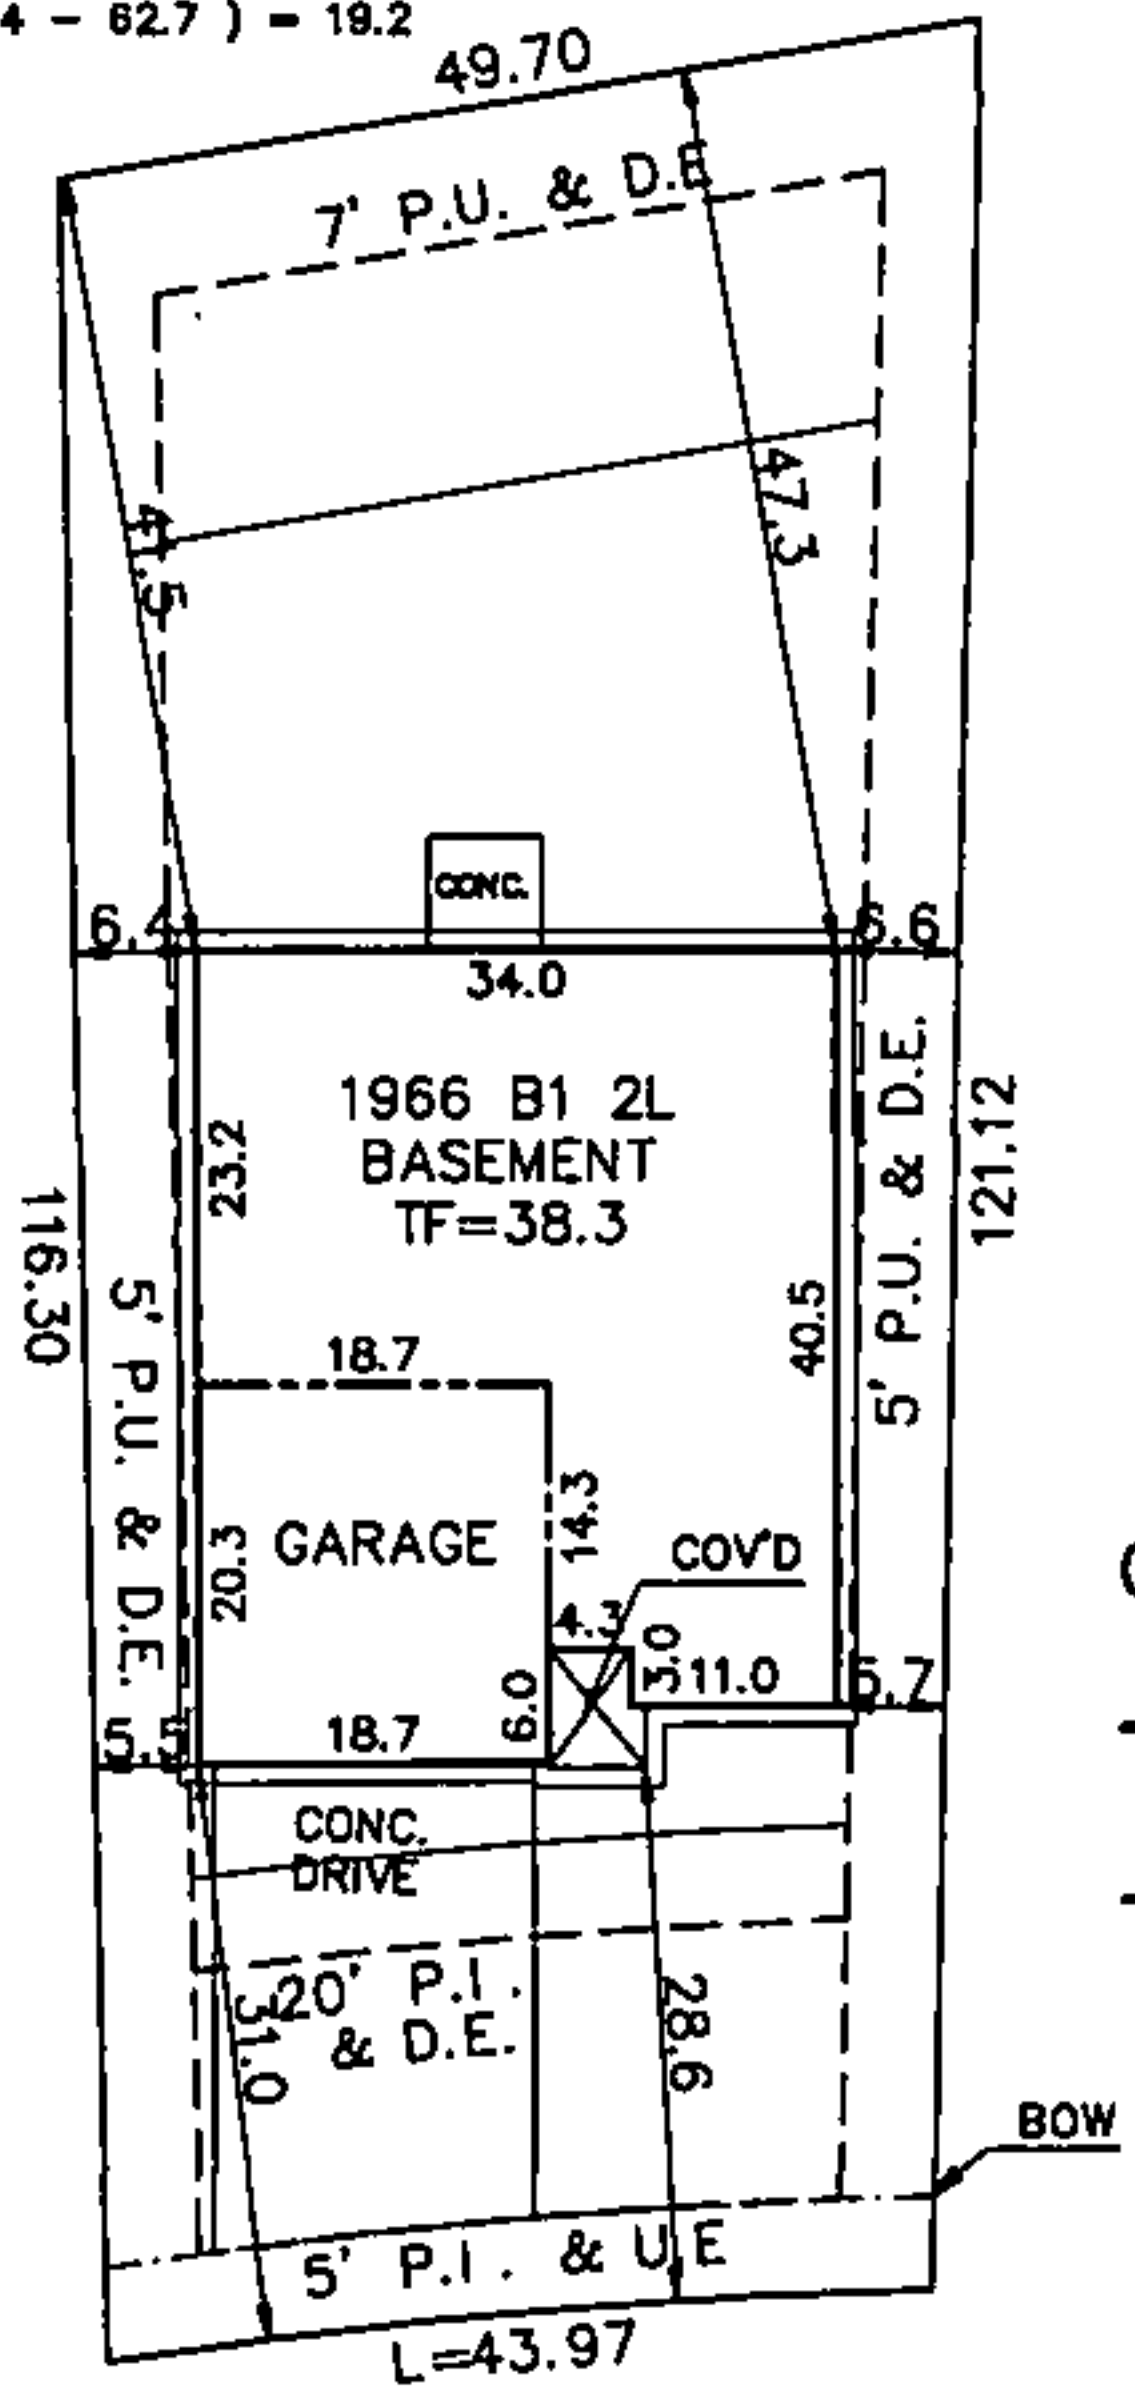 4 - 62.7 ) = 19.2
49.70
7' P.U. & D.E
47.3
41.5
CONC.
6.4
6.6
34.0
1966 B1 2L
BASEMENT
TF=38.3
23.2
121.12
5' P.U. & D.E.
116.30
40.5
5' P.U. & D.E.
18.7
14.3
GARAGE
20.3
COV'D
4.3
3.0
11.0
5.7
6.0
5.5
18.7
CONC.
DRIVE
20' P.I.
& D.E.
31.0
28.6
BOW
5' P.I. & U E
L=43.97